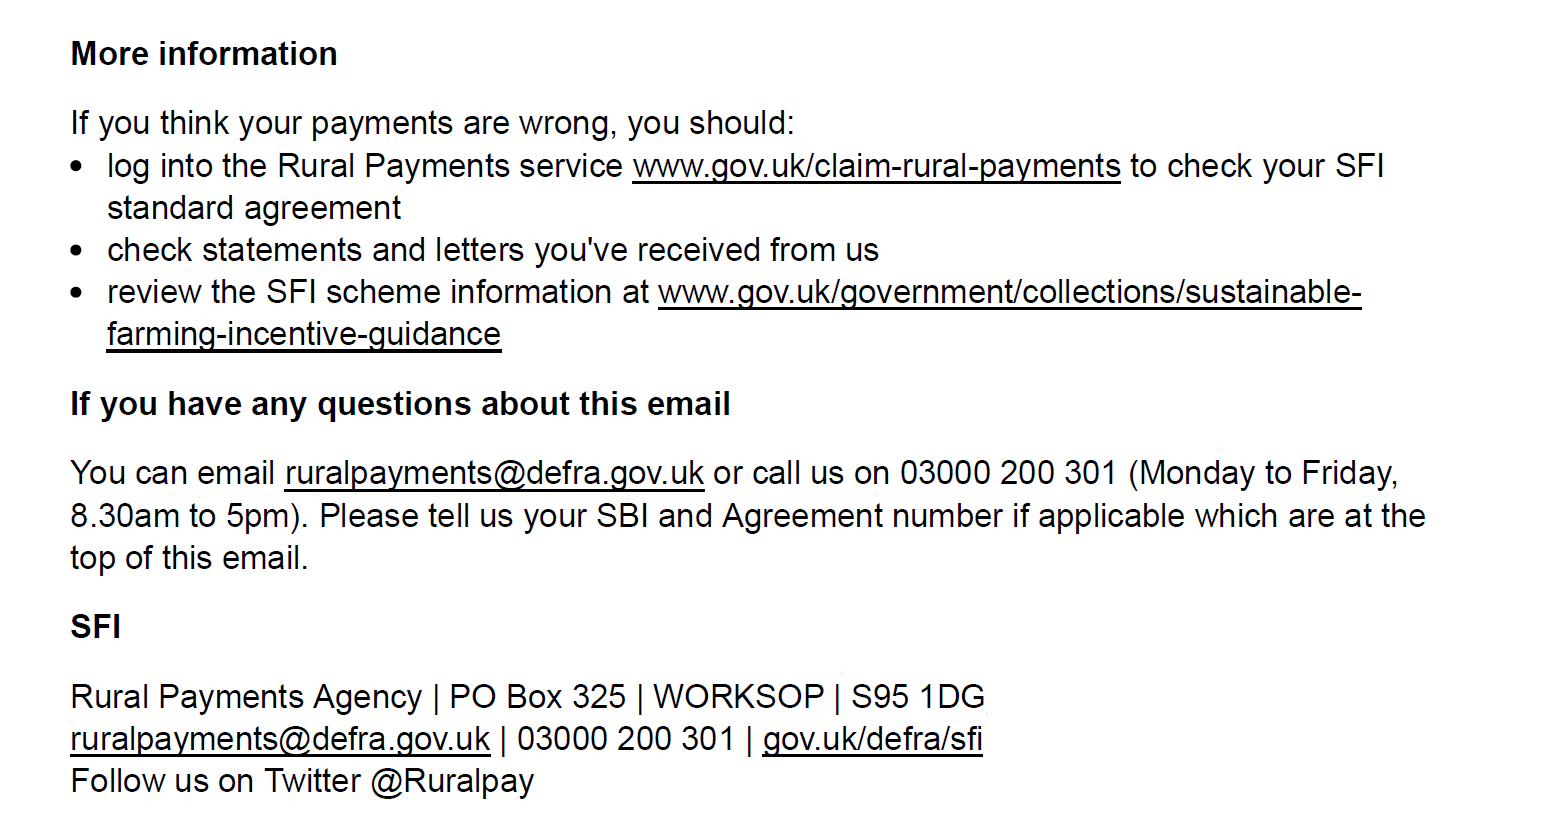 More information
If you think your payments are wrong, you should:
• log into the Rural Payments service www.gov.uk/claim-rural-payments to check your SFI
standard agreement
• check statements and letters you've received from us
• review the SFI scheme information at www.gov.uk/government/collections/sustainable-
farming-incentive-guidance
If you have any questions about this email
You can email ruralpayments@defra.gov.uk or call us on 03000 200 301 (Monday to Friday,
8.30am to 5pm). Please tell us your SBI and Agreement number if applicable which are at the
top of this email.
SFI
Rural Payments Agency | PO Box 325 | WORKSOP | S95 1DG
ruralpayments@defra.gov.uk | 03000 200 301 | gov.uk/defra/sfi
Follow us on Twitter @Ruralpay